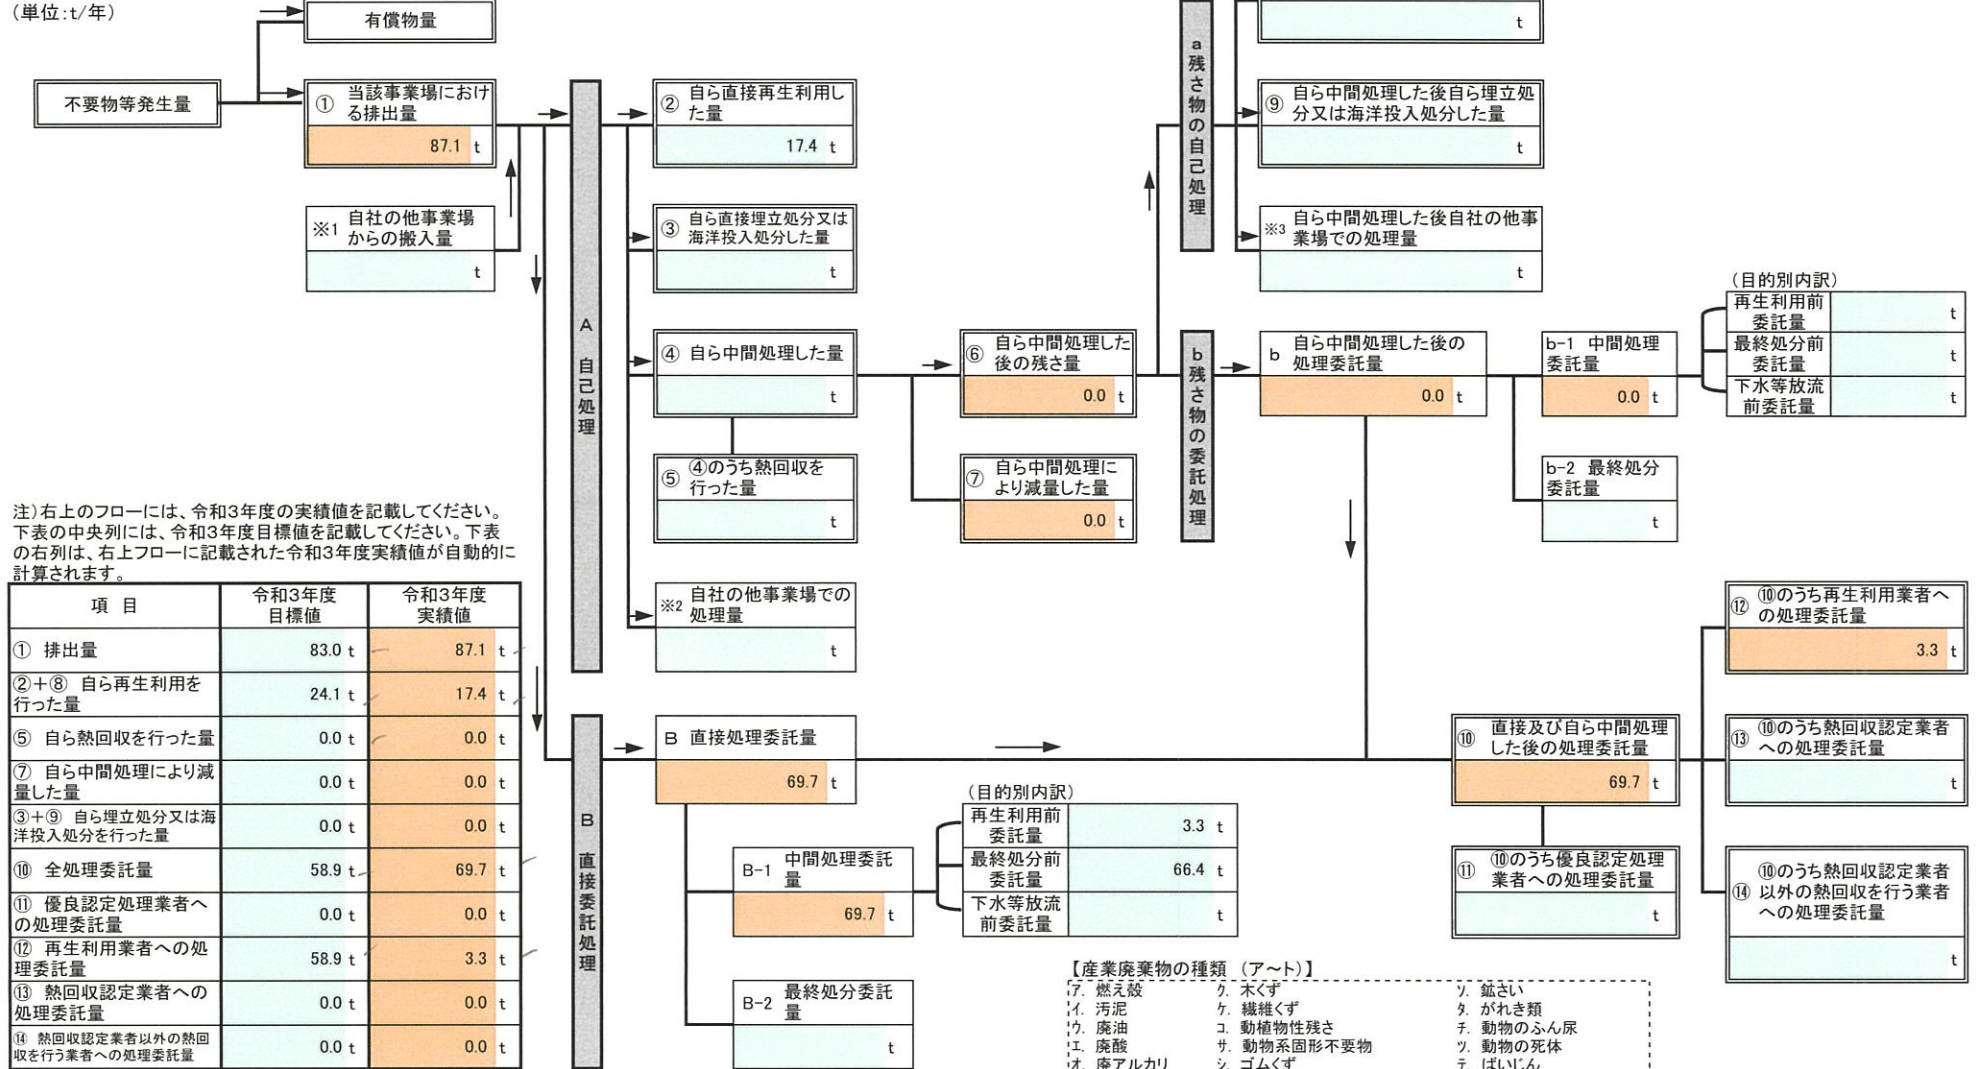 (単位:t/年)
有償物量
不要物等発生量
① 当該事業場におけ
る排出量
87.1 t
※1 自社の他事業場
からの搬入量
t
A 自己処理
② 自ら直接再生利用し
た量
17.4 t
③ 自ら直接埋立処分又は
海洋投入処分した量
t
④ 自ら中間処理した量
t
⑤ ④のうち熱回収を
行った量
t
※2 自社の他事業場での
処理量
t
⑥ 自ら中間処理した
後の残さ量
0.0 t
⑦ 自ら中間処理に
より減量した量
0.0 t
a 残さ物の自己処理
t
⑨ 自ら中間処理した後自ら埋立処
分又は海洋投入処分した量
t
※3 自ら中間処理した後自社の他事
業場での処理量
t
b 残さ物の委託処理
b 自ら中間処理した後の
処理委託量
0.0 t
b-1 中間処理
委託量
0.0 t
b-2 最終処分
委託量
t
(目的別内訳)
再生利用前
委託量
t
最終処分前
委託量
t
下水等放流
前委託量
t
注)右上のフローには、令和3年度の実績値を記載してください。
下表の中央列には、令和3年度目標値を記載してください。下表
の右列は、右上フローに記載された令和3年度実績値が自動的に
計算されます。
項 目 令和3年度 目標値 令和3年度 実績値
① 排出量 83.0 t 87.1 t
②+⑧ 自ら再生利用を
行った量 24.1 t 17.4 t
⑤ 自ら熱回収を行った量 0.0 t 0.0 t
⑦ 自ら中間処理により減
量した量 0.0 t 0.0 t
③+⑨ 自ら埋立処分又は海
洋投入処分を行った量 0.0 t 0.0 t
⑩ 全処理委託量 58.9 t 69.7 t
⑪ 優良認定処理業者へ
の処理委託量 0.0 t 0.0 t
⑫ 再生利用業者への処
理委託量 58.9 t 3.3 t
⑬ 熱回収認定業者への
処理委託量 0.0 t 0.0 t
⑭ 熱回収認定業者以外の熱回
収を行う業者への処理委託量 0.0 t 0.0 t
B 直接委託処理
B 直接処理委託量
69.7 t
B-1 中間処理委託
量
69.7 t
B-2 最終処分委託
量
t
(目的別内訳)
再生利用前
委託量
3.3 t
最終処分前
委託量
66.4 t
下水等放流
前委託量
t
⑩ 直接及び自ら中間処理
した後の処理委託量
69.7 t
⑪ ⑩のうち優良認定処理
業者への処理委託量
t
⑫ ⑩のうち再生利用業者へ
の処理委託量
3.3 t
⑬ ⑩のうち熱回収認定業者
への処理委託量
t
⑭ ⑩のうち熱回収認定業者
以外の熱回収を行う業者
への処理委託量
t
【産業廃棄物の種類 (ア~ト)】
ア. 燃え殻 ク. 木くず ソ. 鉱さい
イ. 汚泥 ケ. 繊維くず タ. がれき類
ウ. 廃油 コ. 動植物性残さ チ. 動物のふん尿
エ. 廃酸 サ. 動物系固形不要物 ツ. 動物の死体
オ. 廃アルカリ シ. ゴムくず テ. ばいじん